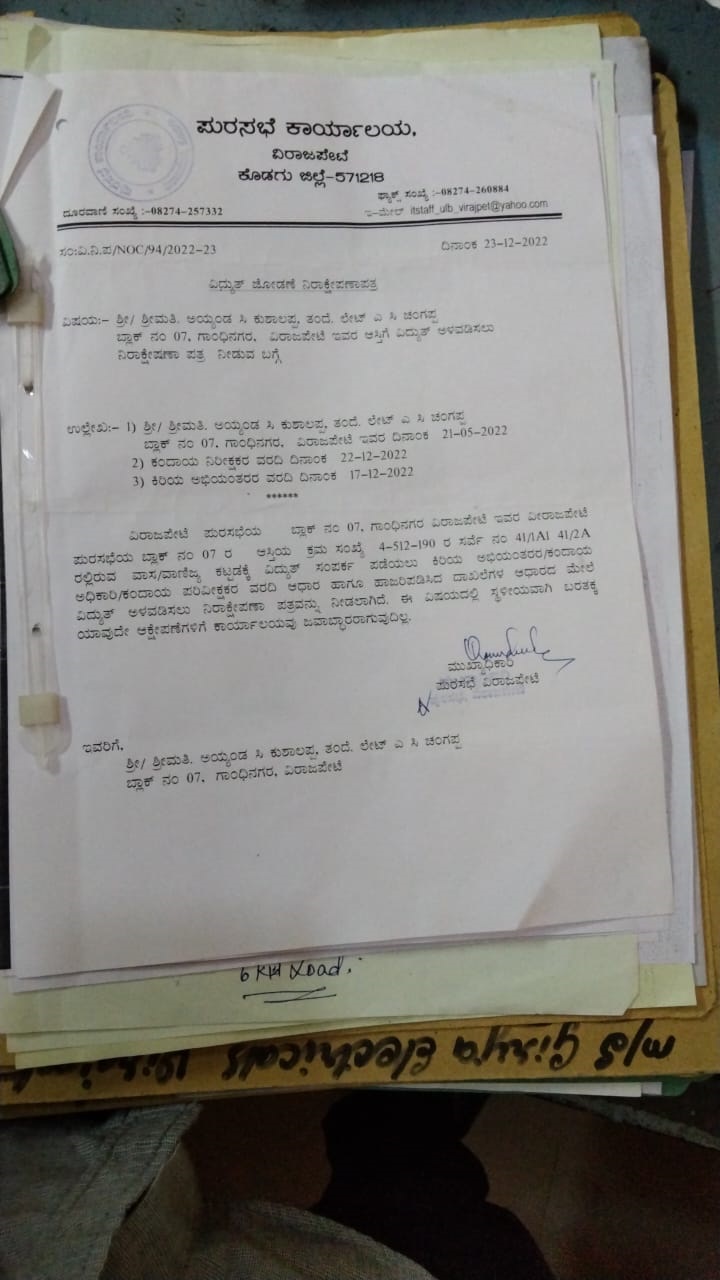 ಪುರಸಭೆ ಕಾರ್ಯಾಲಯ,
ವಿರಾಜಪೇಟೆ
ಕೊಡಗು ಜಿಲ್ಲೆ-571218
ದೂರವಾಣಿ ಸಂಖ್ಯೆ :-08274-257332
ಫ್ಯಾಕ್ಸ್ ಸಂಖ್ಯೆ :-08274-260884
ಇ-ಮೇಲ್ itstaff_ulb_virajpet@yahoo.com
ಸಂ:ವಿ.ನಿ.ಪ/NOC/94/2022-23
ದಿನಾಂಕ 23-12-2022
ವಿದ್ಯುತ್ ಜೋಡಣೆ ನಿರಾಕ್ಷೇಪಣಾಪತ್ರ
ವಿಷಯ:- ಶ್ರೀ/ ಶ್ರೀಮತಿ. ಅಯ್ಯಂಡ ಸಿ ಕುಶಾಲಪ್ಪ, ತಂದೆ. ಲೇಟ್ ಎ ಸಿ ಚಂಗಪ್ಪ
ಬ್ಲಾಕ್ ನಂ 07, ಗಾಂಧಿನಗರ, ವಿರಾಜಪೇಟೆ ಇವರ ಆಸ್ತಿಗೆ ವಿದ್ಯುತ್ ಅಳವಡಿಸಲು
ನಿರಾಕ್ಷೇಷಣಾ ಪತ್ರ ನೀಡುವ ಬಗ್ಗೆ
ಉಲ್ಲೇಖ:- 1) ಶ್ರೀ/ ಶ್ರೀಮತಿ. ಅಯ್ಯಂಡ ಸಿ ಕುಶಾಲಪ್ಪ, ತಂದೆ. ಲೇಟ್ ಎ ಸಿ ಚಂಗಪ್ಪ
ಬ್ಲಾಕ್ ನಂ 07, ಗಾಂಧಿನಗರ, ವಿರಾಜಪೇಟೆ ಇವರ ದಿನಾಂಕ 21-05-2022
2) ಕಂದಾಯ ನಿರೀಕ್ಷಕರ ವರದಿ ದಿನಾಂಕ 22-12-2022
3) ಕಿರಿಯ ಅಭಿಯಂತರರ ವರದಿ ದಿನಾಂಕ 17-12-2022
******
ವಿರಾಜಪೇಟೆ ಪುರಸಭೆಯ ಬ್ಲಾಕ್ ನಂ 07, ಗಾಂಧಿನಗರ ವಿರಾಜಪೇಟೆ ಇವರ ವೀರಾಜಪೇಟೆ
ಪುರಸಭೆಯ ಬ್ಲಾಕ್ ನಂ 07 ರ ಆಸ್ತಿಯ ಕ್ರಮ ಸಂಖ್ಯೆ 4-512-190 ರ ಸರ್ವೆ ನಂ 41/1A1 41/2A
ರಲ್ಲಿರುವ ವಾಸ/ವಾಣಿಜ್ಯ ಕಟ್ಟಡಕ್ಕೆ ವಿದ್ಯುತ್ ಸಂಪರ್ಕ ಪಡೆಯಲು ಕಿರಿಯ ಅಭಿಯಂತರರ/ಕಂದಾಯ
ಅಧಿಕಾರಿ/ಕಂದಾಯ ಪರಿವೀಕ್ಷಕರ ವರದಿ ಆಧಾರ ಹಾಗೂ ಹಾಜರಿಪಡಿಸಿದ ದಾಖಲೆಗಳ ಆಧಾರದ ಮೇಲೆ
ವಿದ್ಯುತ್ ಅಳವಡಿಸಲು ನಿರಾಕ್ಷೇಪಣಾ ಪತ್ರವನ್ನು ನೀಡಲಾಗಿದೆ. ಈ ವಿಷಯದಲ್ಲಿ ಸ್ಥಳೀಯವಾಗಿ ಬರತಕ್ಕ
ಯಾವುದೇ ಆಕ್ಷೇಪಣೆಗಳಿಗೆ ಕಾರ್ಯಾಲಯವು ಜವಾಬ್ಧಾರರಾಗುವುದಿಲ್ಲ.
ಮುಖ್ಯಾಧಿಕಾರಿ
ಪುರಸಭೆ ವಿರಾಜಪೇಟೆ
ಇವರಿಗೆ,
ಶ್ರೀ/ ಶ್ರೀಮತಿ. ಅಯ್ಯಂಡ ಸಿ ಕುಶಾಲಪ್ಪ, ತಂದೆ. ಲೇಟ್ ಎ ಸಿ ಚಂಗಪ್ಪ
ಬ್ಲಾಕ್ ನಂ 07, ಗಾಂಧಿನಗರ, ವಿರಾಜಪೇಟೆ
Electricals